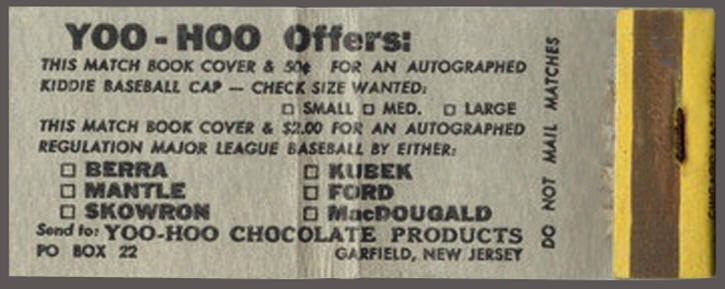 YOO-HOO Offers:
THIS MATCH BOOK COVER & 50¢ FOR AN AUTOGRAPHED
KIDDIE BASEBALL CAP — CHECK SIZE WANTED:
☐ SMALL ☐ MED. ☐ LARGE
THIS MATCH BOOK COVER & $2.00 FOR AN AUTOGRAPHED
REGULATION MAJOR LEAGUE BASEBALL BY EITHER:
☐ BERRA ☐ KUBEK
☐ MANTLE ☐ FORD
☐ SKOWRON ☐ MacDOUGALD
Send to: YOO-HOO CHOCOLATE PRODUCTS
PO BOX 22 GARFIELD, NEW JERSEY
DO NOT MAIL MATCHES